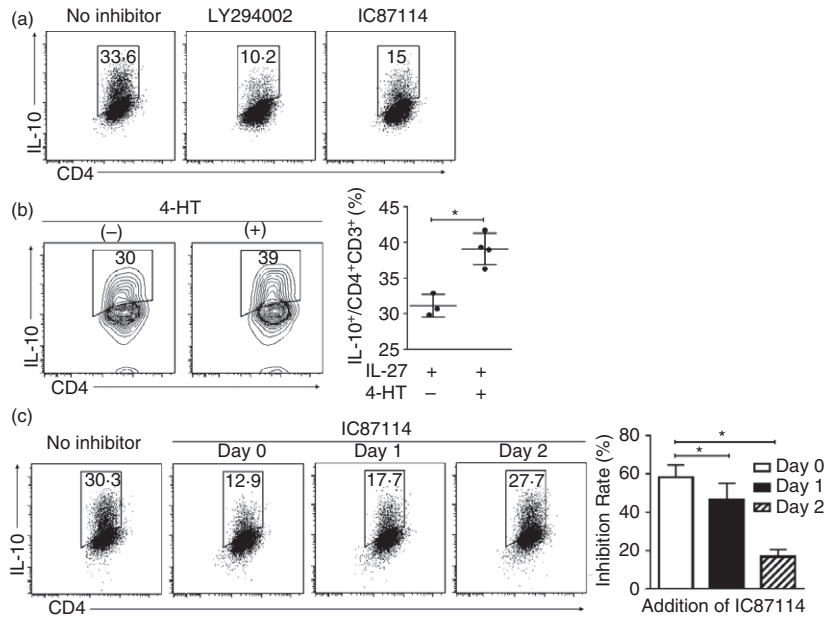 (a)
No inhibitor
LY294002
IC87114
33·6
10·2
15
IL-10
CD4
(b)
4-HT
(–)
(+)
30
39
IL-10
CD4
IL-10⁺/CD4⁺CD3⁺ (%)
45
40
35
30
25
*
IL-27 + +
4-HT – +
(c)
No inhibitor
IC87114
Day 0
Day 1
Day 2
30·3
12·9
17·7
27·7
IL-10
CD4
Inhibition Rate (%)
80
60
40
20
0
*
*
Day 0
Day 1
Day 2
Addition of IC87114